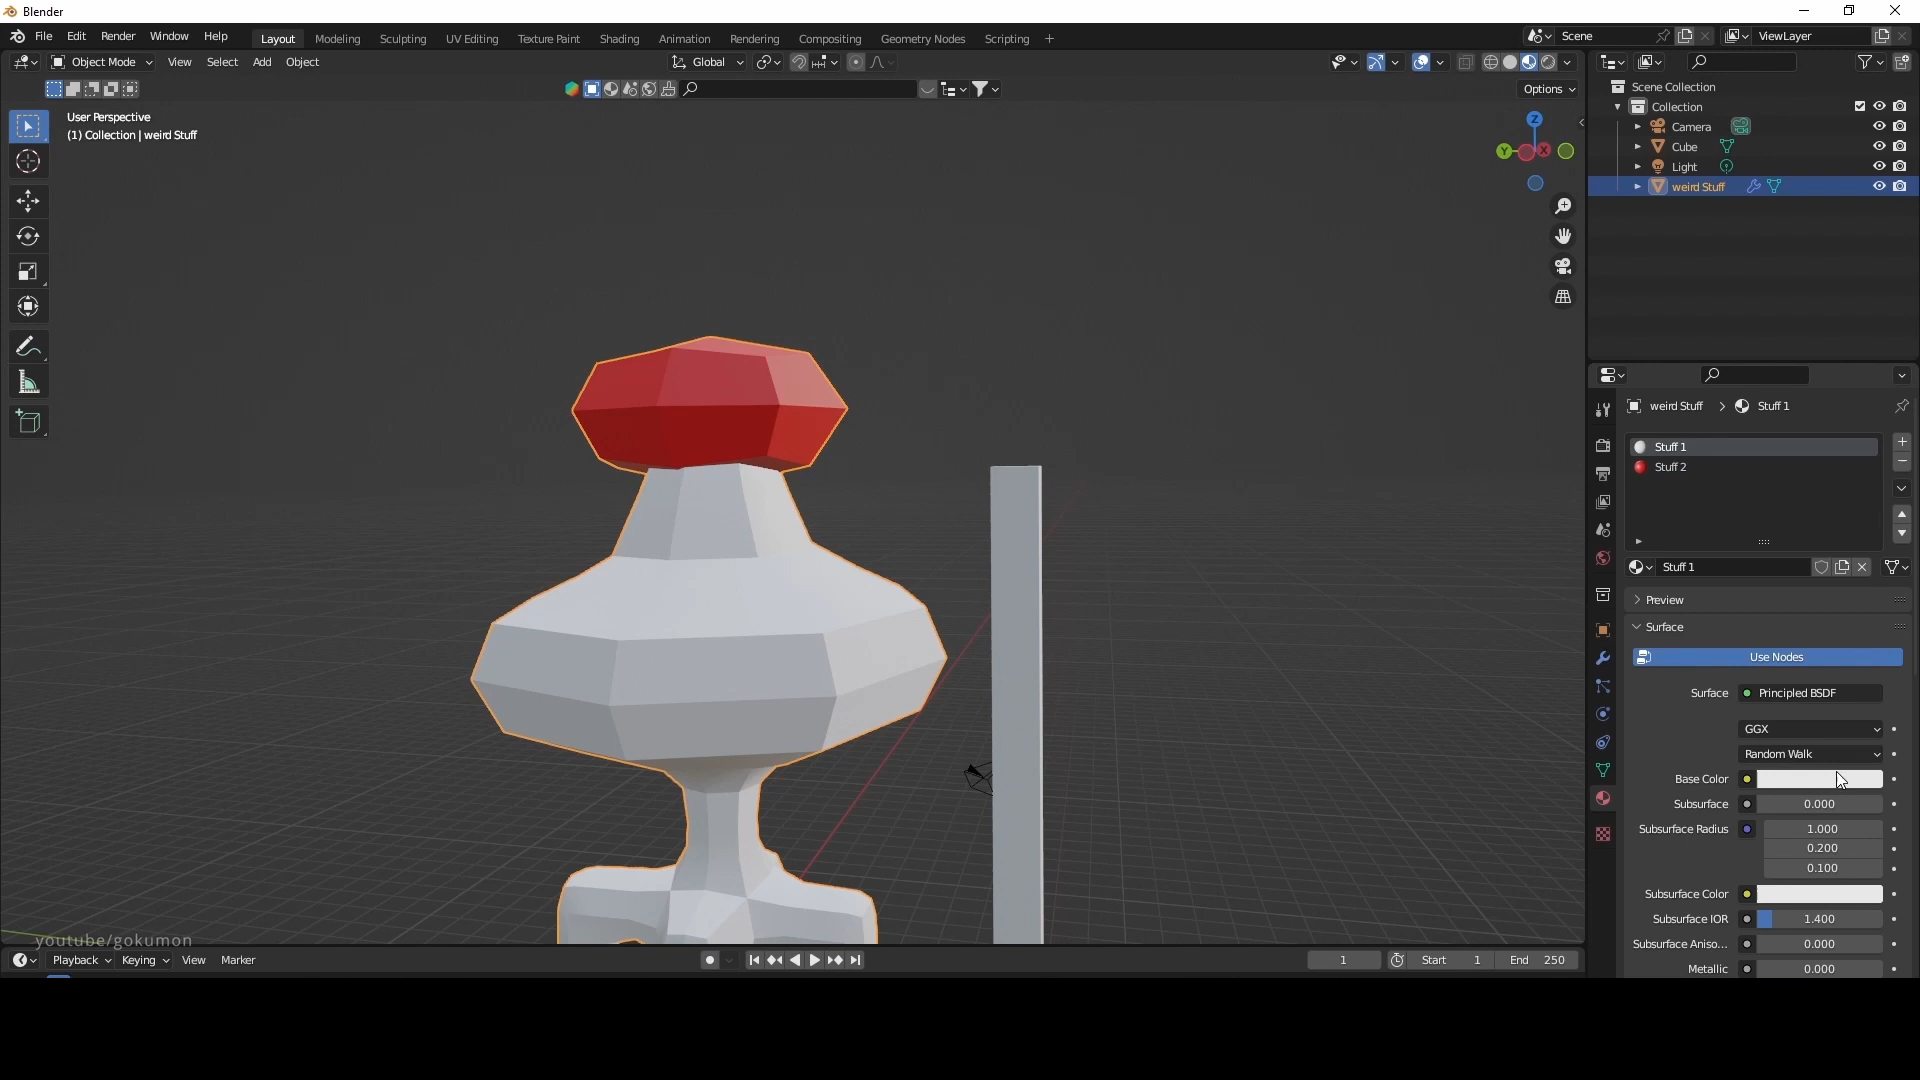 Blender
File Edit Render Window Help Layout Modeling Sculpting UV Editing Texture Paint Shading Animation Rendering Compositing Geometry Nodes Scripting + Scene ViewLayer
Object Mode View Select Add Object Global
Options
User Perspective
(1) Collection | weird Stuff
Z
Y X
Scene Collection
Collection
Camera
Cube
Light
weird Stuff
weird Stuff > Stuff 1
Stuff 1
Stuff 2
Stuff 1
Preview
Surface
Use Nodes
Surface Principled BSDF
GGX
Random Walk
Base Color
Subsurface 0.000
Subsurface Radius 1.000
0.200
0.100
Subsurface Color
Subsurface IOR 1.400
Subsurface Aniso... 0.000
Metallic 0.000
youtube/gokumon
Playback Keying View Marker 1 Start 1 End 250